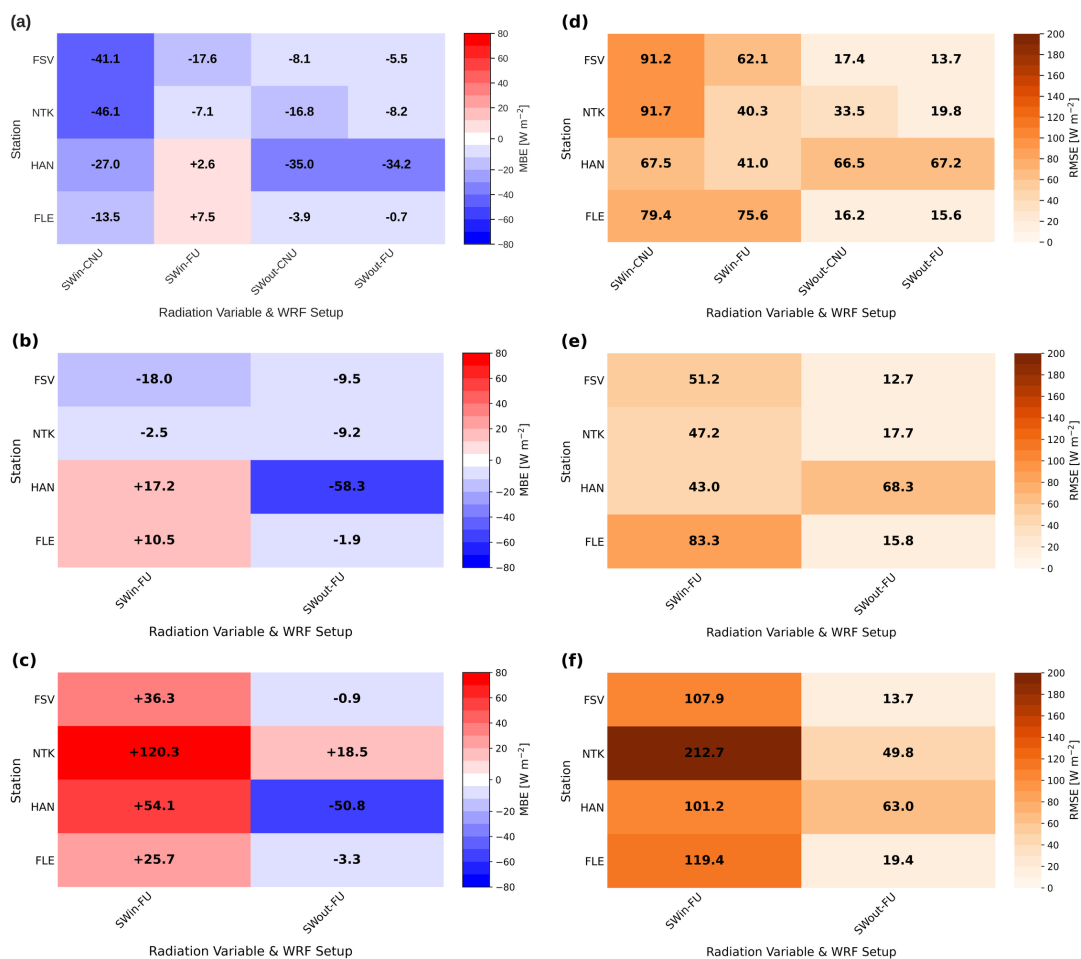 (a)
Station
FSV -41.1 -17.6 -8.1 -5.5
NTK -46.1 -7.1 -16.8 -8.2
HAN -27.0 +2.6 -35.0 -34.2
FLE -13.5 +7.5 -3.9 -0.7
SWin-CNU SWin-FU SWout-CNU SWout-FU
Radiation Variable & WRF Setup
80
60
40
20
0
−20
−40
−60
−80
MBE [W m−2]
(d)
Station
FSV 91.2 62.1 17.4 13.7
NTK 91.7 40.3 33.5 19.8
HAN 67.5 41.0 66.5 67.2
FLE 79.4 75.6 16.2 15.6
SWin-CNU SWin-FU SWout-CNU SWout-FU
Radiation Variable & WRF Setup
200
180
160
140
120
100
80
60
40
20
0
RMSE [W m−2]
(b)
Station
FSV -18.0 -9.5
NTK -2.5 -9.2
HAN +17.2 -58.3
FLE +10.5 -1.9
SWin-FU SWout-FU
Radiation Variable & WRF Setup
80
60
40
20
0
−20
−40
−60
−80
MBE [W m−2]
(e)
Station
FSV 51.2 12.7
NTK 47.2 17.7
HAN 43.0 68.3
FLE 83.3 15.8
SWin-FU SWout-FU
Radiation Variable & WRF Setup
200
180
160
140
120
100
80
60
40
20
0
RMSE [W m−2]
(c)
Station
FSV +36.3 -0.9
NTK +120.3 +18.5
HAN +54.1 -50.8
FLE +25.7 -3.3
SWin-FU SWout-FU
Radiation Variable & WRF Setup
80
60
40
20
0
−20
−40
−60
−80
MBE [W m−2]
(f)
Station
FSV 107.9 13.7
NTK 212.7 49.8
HAN 101.2 63.0
FLE 119.4 19.4
SWin-FU SWout-FU
Radiation Variable & WRF Setup
200
180
160
140
120
100
80
60
40
20
0
RMSE [W m−2]